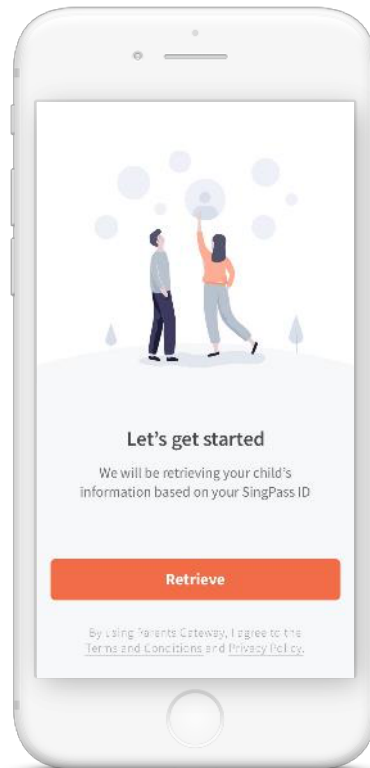 Let's get started
We will be retrieving your child's
information based on your SingPass ID
Retrieve
By using Parents Gateway, I agree to the
Terms and Conditions and Privacy Policy.